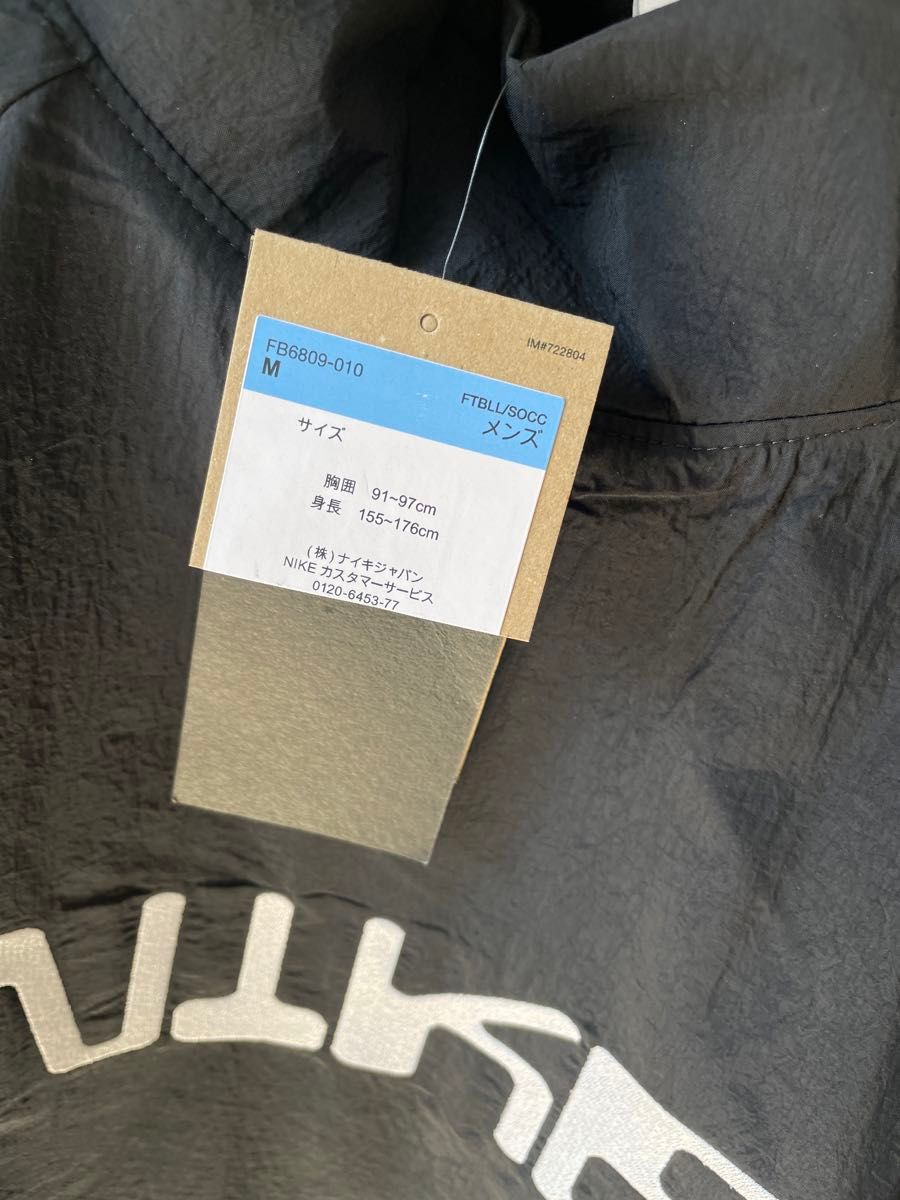 IM#722804
FB6809-010
M
FTBLL/SOCC
メンズ
サイズ
胸囲 91~97cm
身長 155~176cm
(株)ナイキジャパン
NIKE カスタマーサービス
0120-6453-77